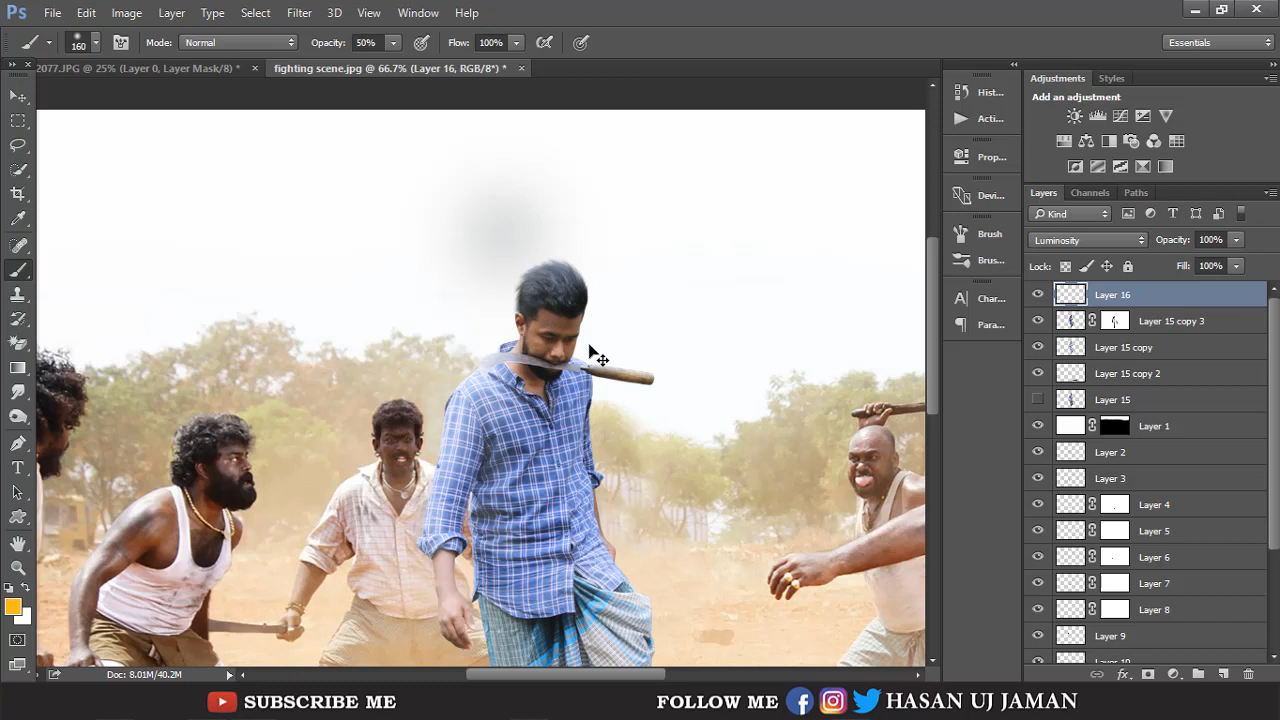 Ps File Edit Image Layer Type Select Filter 3D View Window Help
160 Mode: Normal Opacity: 50% Flow: 100% Essentials
2077.JPG @ 25% (Layer 0, Layer Mask/8) * × fighting scene.jpg @ 66.7% (Layer 16, RGB/8*) * ×
Hist...
Acti...
Prop...
Devi...
Brush
Brus...
Char...
Para...
Adjustments Styles
Add an adjustment
Layers Channels Paths
Kind
Luminosity Opacity: 100%
Lock: Fill: 100%
Layer 16
Layer 15 copy 3
Layer 15 copy
Layer 15 copy 2
Layer 15
Layer 1
Layer 2
Layer 3
Layer 4
Layer 5
Layer 6
Layer 7
Layer 8
Layer 9
Layer 10
Doc: 8.01M/40.2M
SUBSCRIBE ME FOLLOW ME HASAN UJ JAMAN